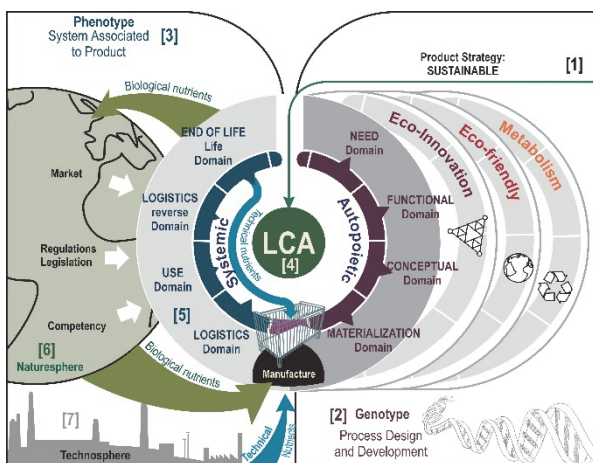 Phenotype
System Associated
to Product
[3]
Product Strategy:
SUSTAINABLE
[1]
Biological nutrients
END OF LIFE
Life
Domain
NEED
Domain
Eco-Innovation
Eco-friendly
Metabolism
Market
LOGISTICS
reverse
Domain
Systemic
Technical nutrients
LCA
[4]
Autopoietic
FUNCTIONAL
Domain
Regulations
Legislation
USE
Domain
CONCEPTUAL
Domain
Competency
[5]
LOGISTICS
Domain
MATERIALIZATION
Domain
[6]
Naturesphere
Biological nutrients
Manufacture
[7]
Technosphere
Technical
Nutrients
[2] Genotype
Process Design
and Development